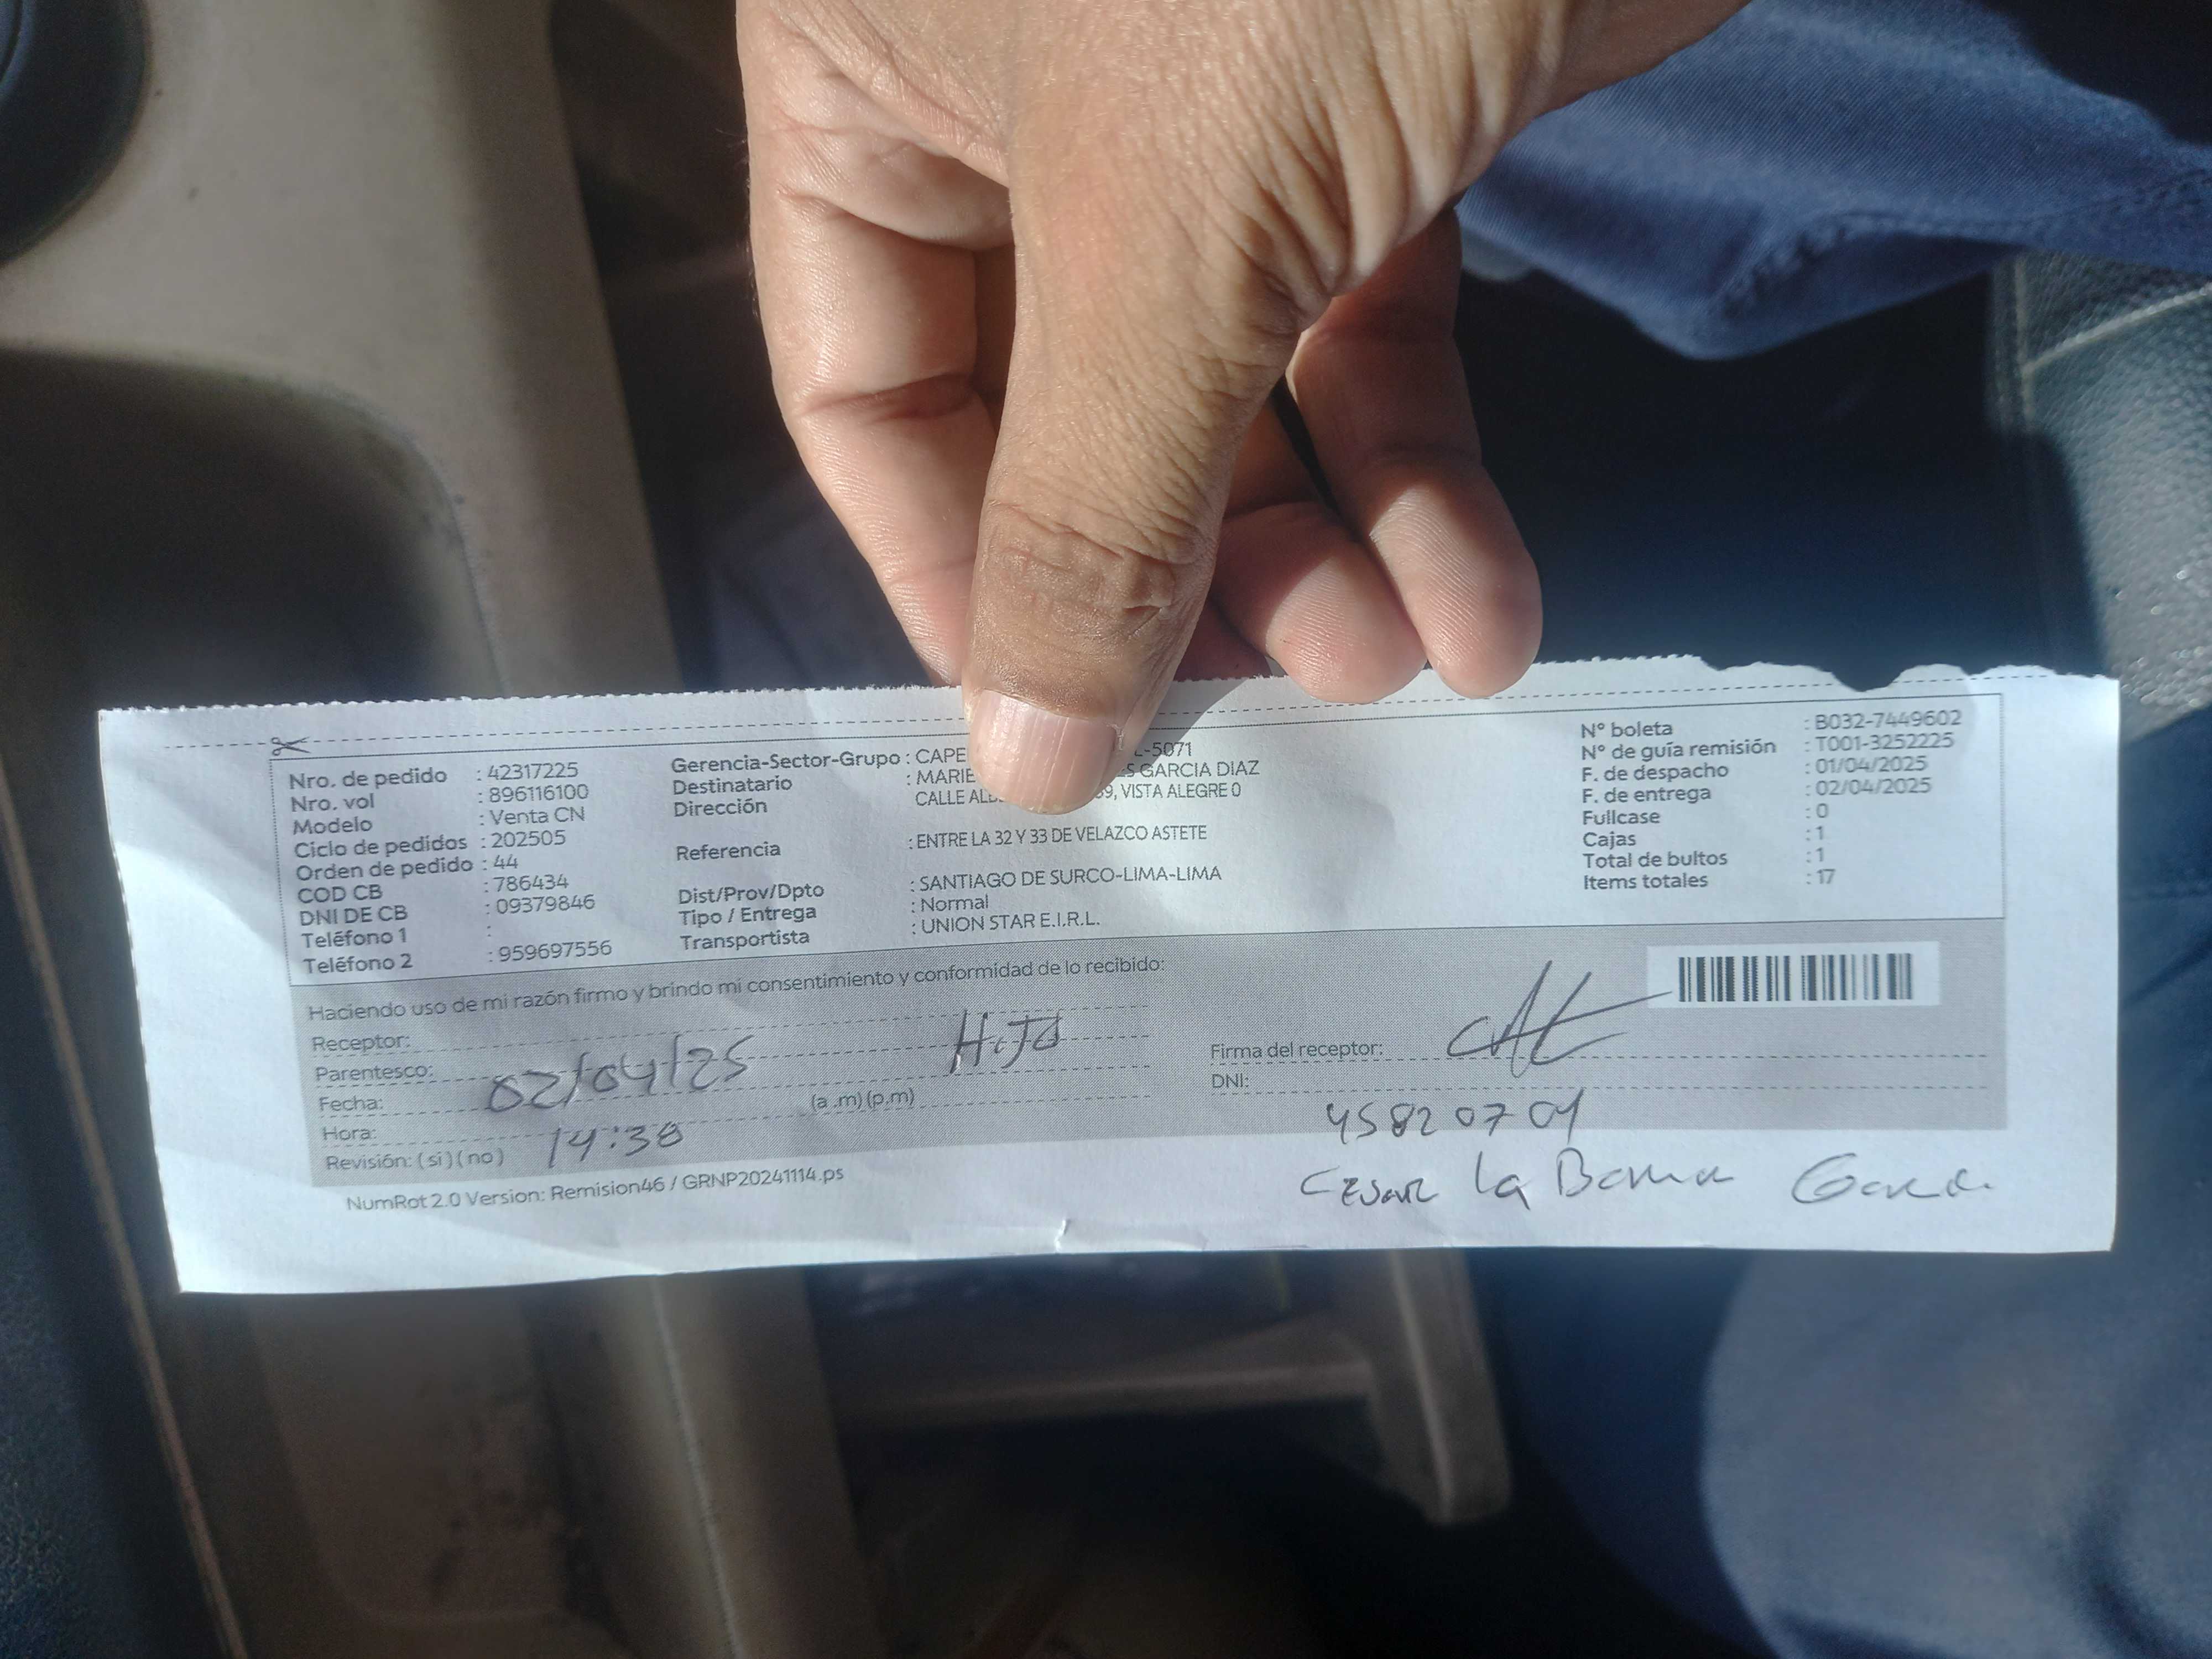 Nro. de pedido : 42317225
Nro. vol : 896116100
Modelo : Venta CN
Ciclo de pedidos : 202505
Orden de pedido : 44
COD CB : 786434
DNI DE CB : 09379846
Teléfono 1 :
Teléfono 2 : 959697556
Gerencia-Sector-Grupo : CAPE L-5071
Destinatario : MARIE S GARCIA DIAZ
Dirección CALLE 9, VISTA ALEGRE 0
Referencia : ENTRE LA 32 Y 33 DE VELAZCO ASTETE
Dist/Prov/Dpto : SANTIAGO DE SURCO-LIMA-LIMA
Tipo / Entrega : Normal
Transportista : UNION STAR E.I.R.L.
N° boleta : B032-7449602
N° de guía remisión : T001-3252225
F. de despacho : 01/04/2025
F. de entrega : 02/04/2025
Fullcase : 0
Cajas : 1
Total de bultos : 1
Items totales : 17
Haciendo uso de mi razón firmo y brindo mi consentimiento y conformidad de lo recibido:
Receptor:
Parentesco: HiJo
Fecha: 02/04/25
Hora: (a .m) (p.m)
Revisión: ( si ) ( no ) 14:38
Firma del receptor:
DNI:
45820704
CESAR la
NumRot 2.0 Version: Remision46 / GRNP20241114.ps